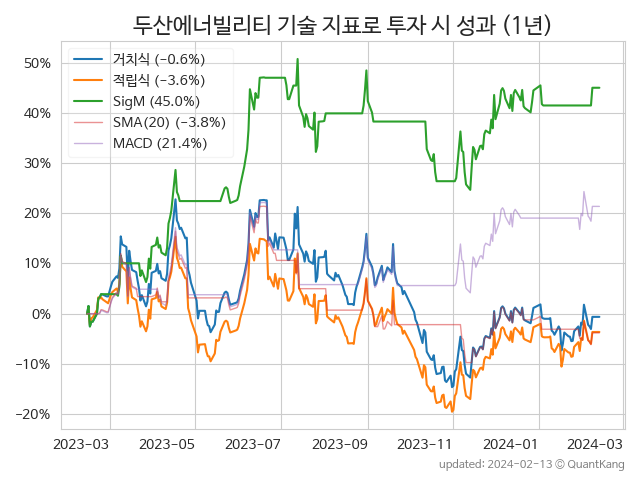 두산에너빌리티 기술 지표로 투자 시 성과 (1년)
거치식 (−0.6%)
적립식 (−3.6%)
SigM (45.0%)
SMA(20) (−3.8%)
MACD (21.4%)
50%
40%
30%
20%
10%
0%
−10%
−20%
2023-03 2023-05 2023-07 2023-09 2023-11 2024-01 2024-03
updated: 2024-02-13 © QuantKang